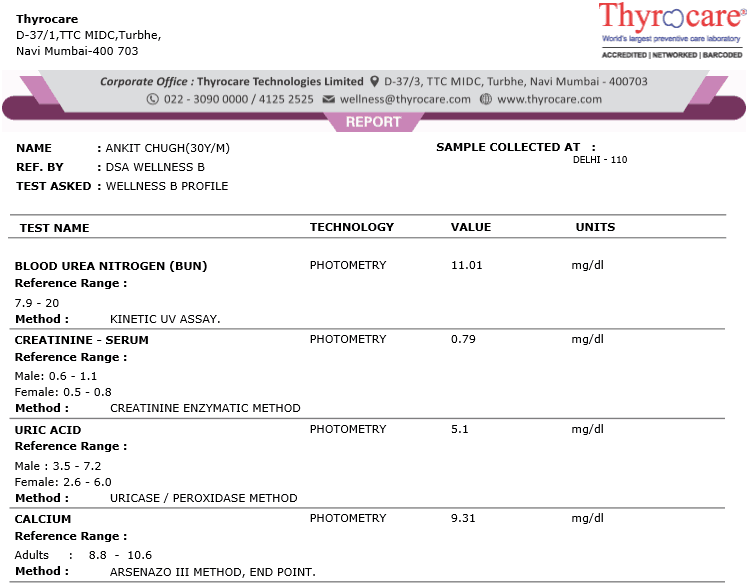 Thyrocare
D-37/1,TTC MIDC,Turbhe,
Navi Mumbai-400 703
Thyrocare®
World's largest preventive care laboratory
ACCREDITED | NETWORKED | BARCODED
Corporate Office : Thyrocare Technologies Limited D-37/3, TTC MIDC, Turbhe, Navi Mumbai - 400703
022 - 3090 0000 / 4125 2525 wellness@thyrocare.com www.thyrocare.com
REPORT
NAME : ANKIT CHUGH(30Y/M) SAMPLE COLLECTED AT :
DELHI - 110
REF. BY : DSA WELLNESS B
TEST ASKED : WELLNESS B PROFILE
TEST NAME TECHNOLOGY VALUE UNITS
BLOOD UREA NITROGEN (BUN) PHOTOMETRY 11.01 mg/dl
Reference Range :
7.9 - 20
Method : KINETIC UV ASSAY.
CREATININE - SERUM PHOTOMETRY 0.79 mg/dl
Reference Range :
Male: 0.6 - 1.1
Female: 0.5 - 0.8
Method : CREATININE ENZYMATIC METHOD
URIC ACID PHOTOMETRY 5.1 mg/dl
Reference Range :
Male : 3.5 - 7.2
Female: 2.6 - 6.0
Method : URICASE / PEROXIDASE METHOD
CALCIUM PHOTOMETRY 9.31 mg/dl
Reference Range :
Adults : 8.8 - 10.6
Method : ARSENAZO III METHOD, END POINT.